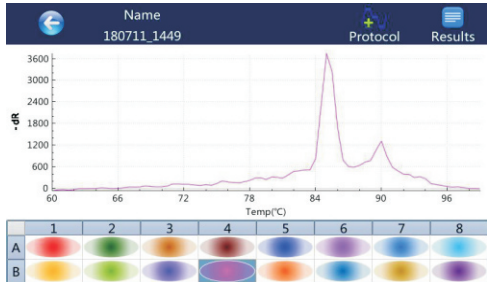 Name
180711_1449
Protocol
Results
-dR
3600
3000
2400
1800
1200
600
0
60 66 72 78 84 90 96
Temp(°C)
1 2 3 4 5 6 7 8
A
B